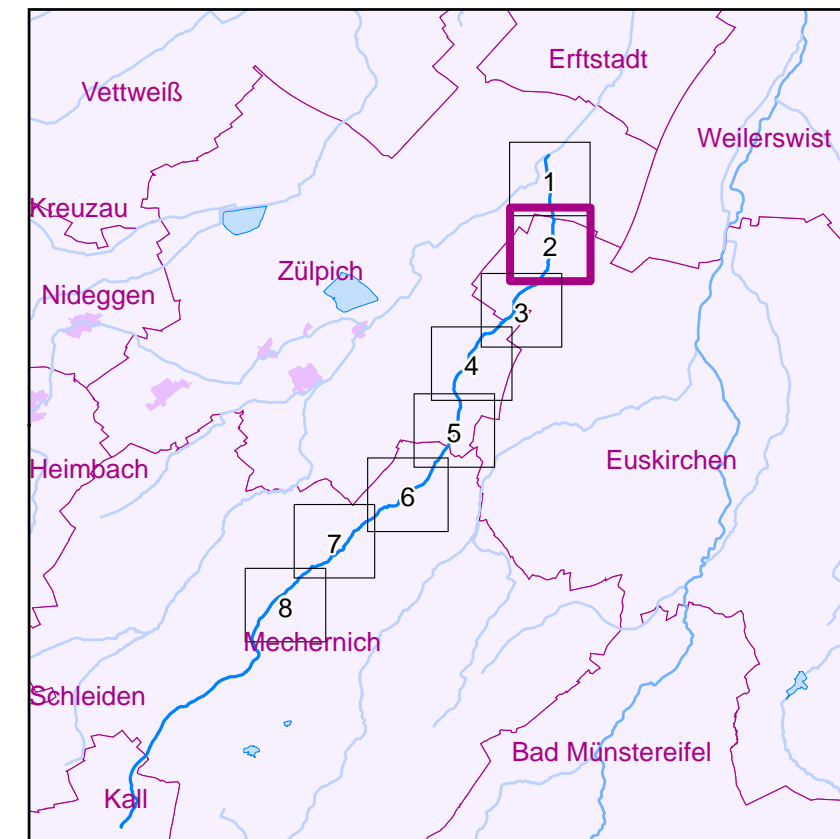 Erftstadt
Vettweiß
Weilerswist
1
Kreuzau
2
Zülpich
Nideggen
3
4
5
Heimbach
Euskirchen
6
7
8
Mechernich
Schleiden
Bad Münstereifel
Kall